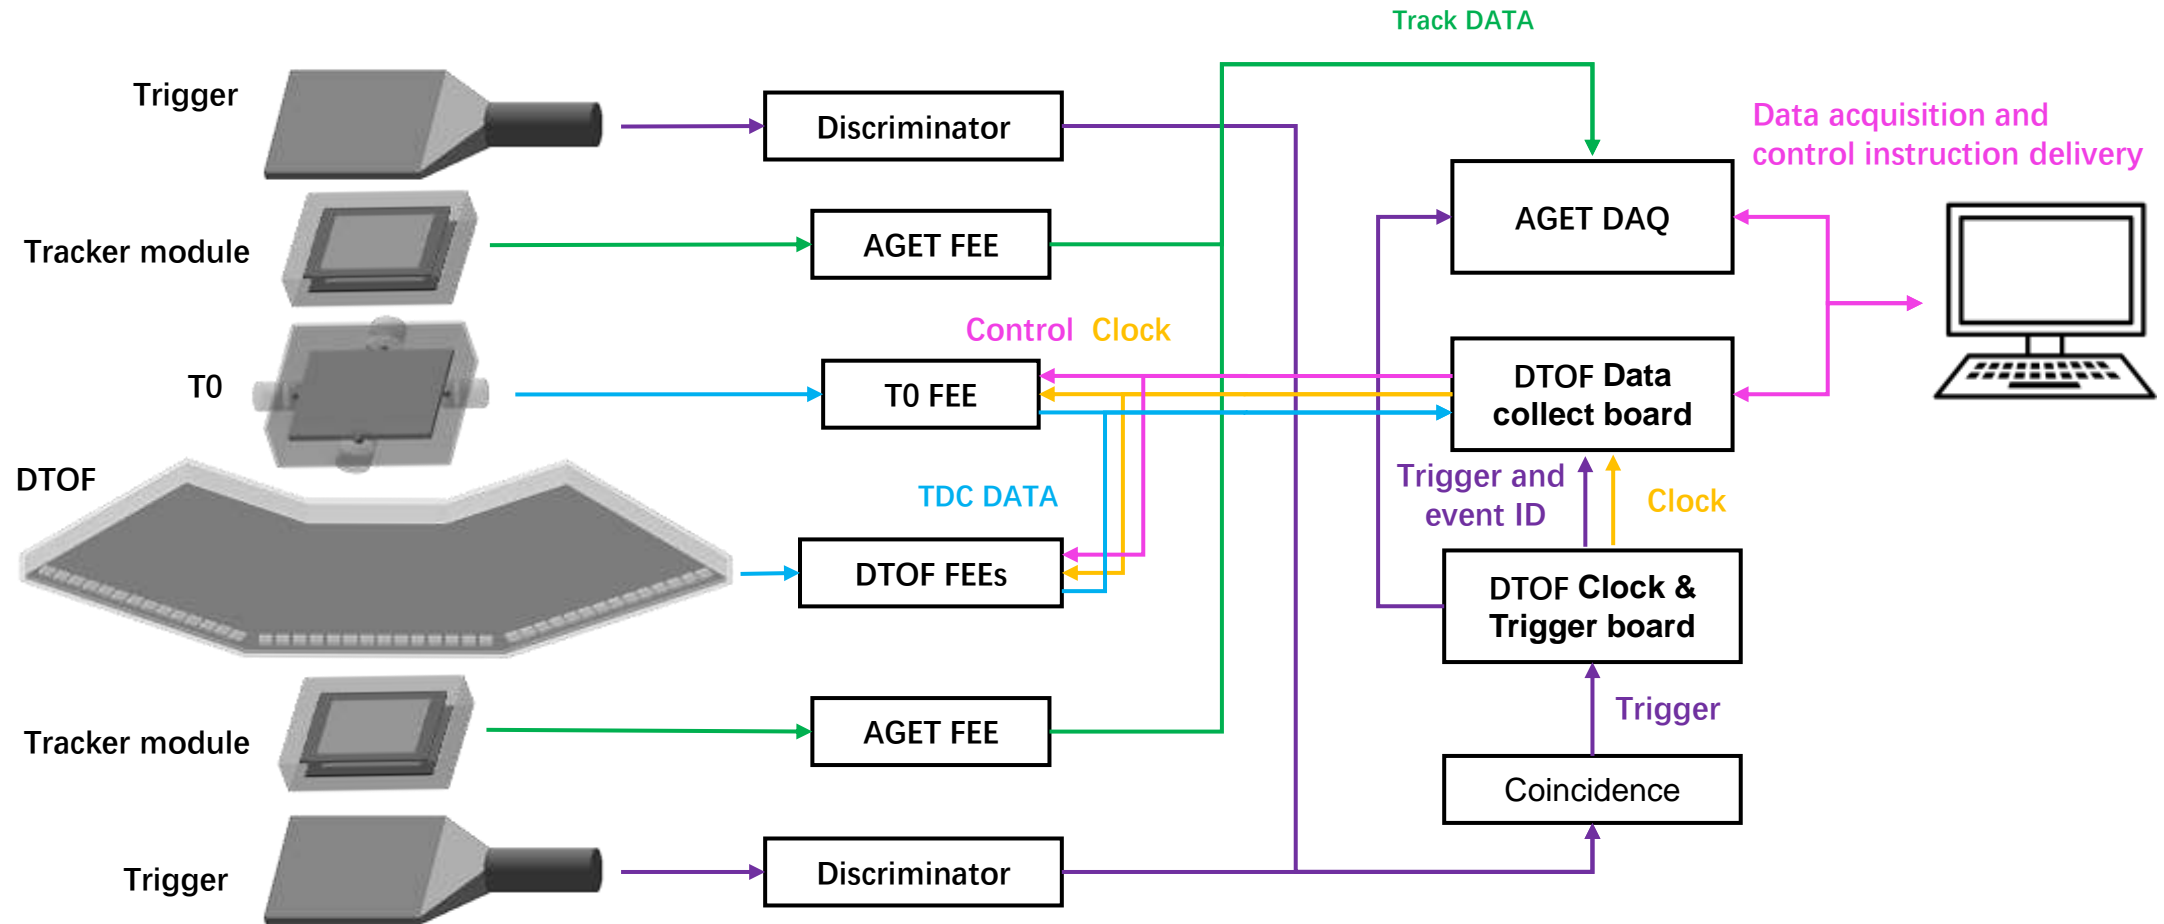 Track DATA
Trigger
Discriminator
Data acquisition and
control instruction delivery
Tracker module
AGET FEE
AGET DAQ
Control Clock
T0
T0 FEE
DTOF Data
collect board
DTOF
TDC DATA
Trigger and
event ID
Clock
DTOF FEEs
DTOF Clock &
Trigger board
Trigger
Tracker module
AGET FEE
Coincidence
Trigger
Discriminator